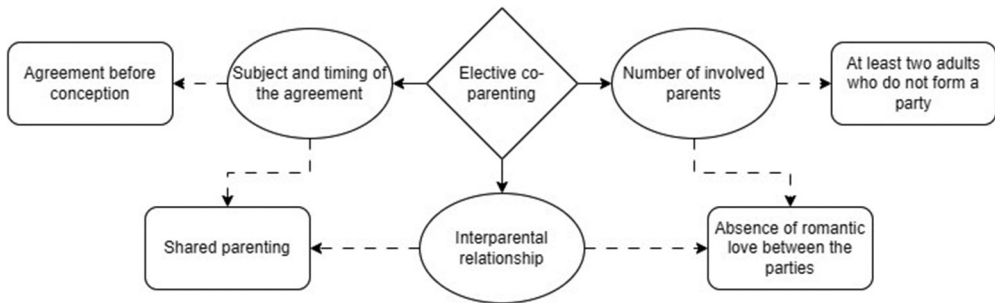 Agreement before
conception
Subject and timing of
the agreement
Elective co-
parenting
Number of involved
parents
At least two adults
who do not form a
party
Shared parenting
Interparental
relationship
Absence of romantic
love between the
parties